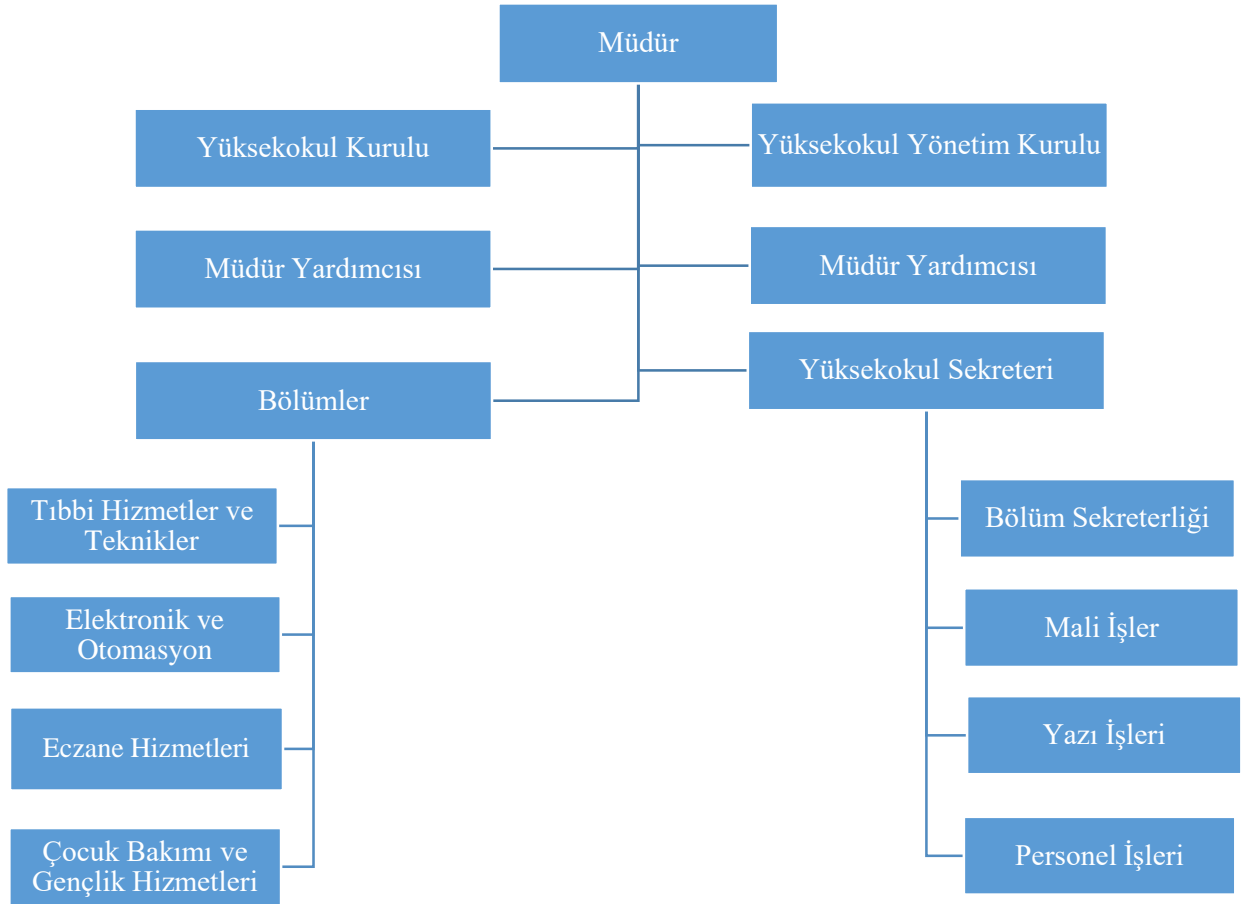 Müdür
Yüksekokul Kurulu
Yüksekokul Yönetim Kurulu
Müdür Yardımcısı
Müdür Yardımcısı
Bölümler
Yüksekokul Sekreteri
Tıbbi Hizmetler ve
Teknikler
Elektronik ve
Otomasyon
Eczane Hizmetleri
Çocuk Bakımı ve
Gençlik Hizmetleri
Bölüm Sekreterliği
Mali İşler
Yazı İşleri
Personel İşleri